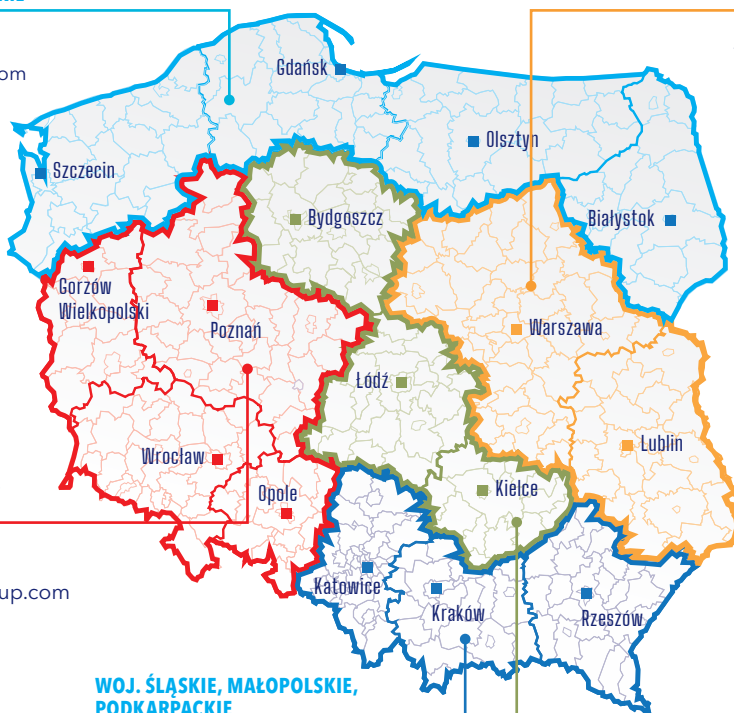 om
Gdańsk
Olsztyn
Szczecin
Białystok
Bydgoszcz
Gorzów
Wielkopolski
Poznań
Warszawa
Łódź
Lublin
Wrocław
Opole
Kielce
Katowice
Kraków
Rzeszów
up.com
WOJ. ŚLĄSKIE, MAŁOPOLSKIE,
PODKARPACKIE